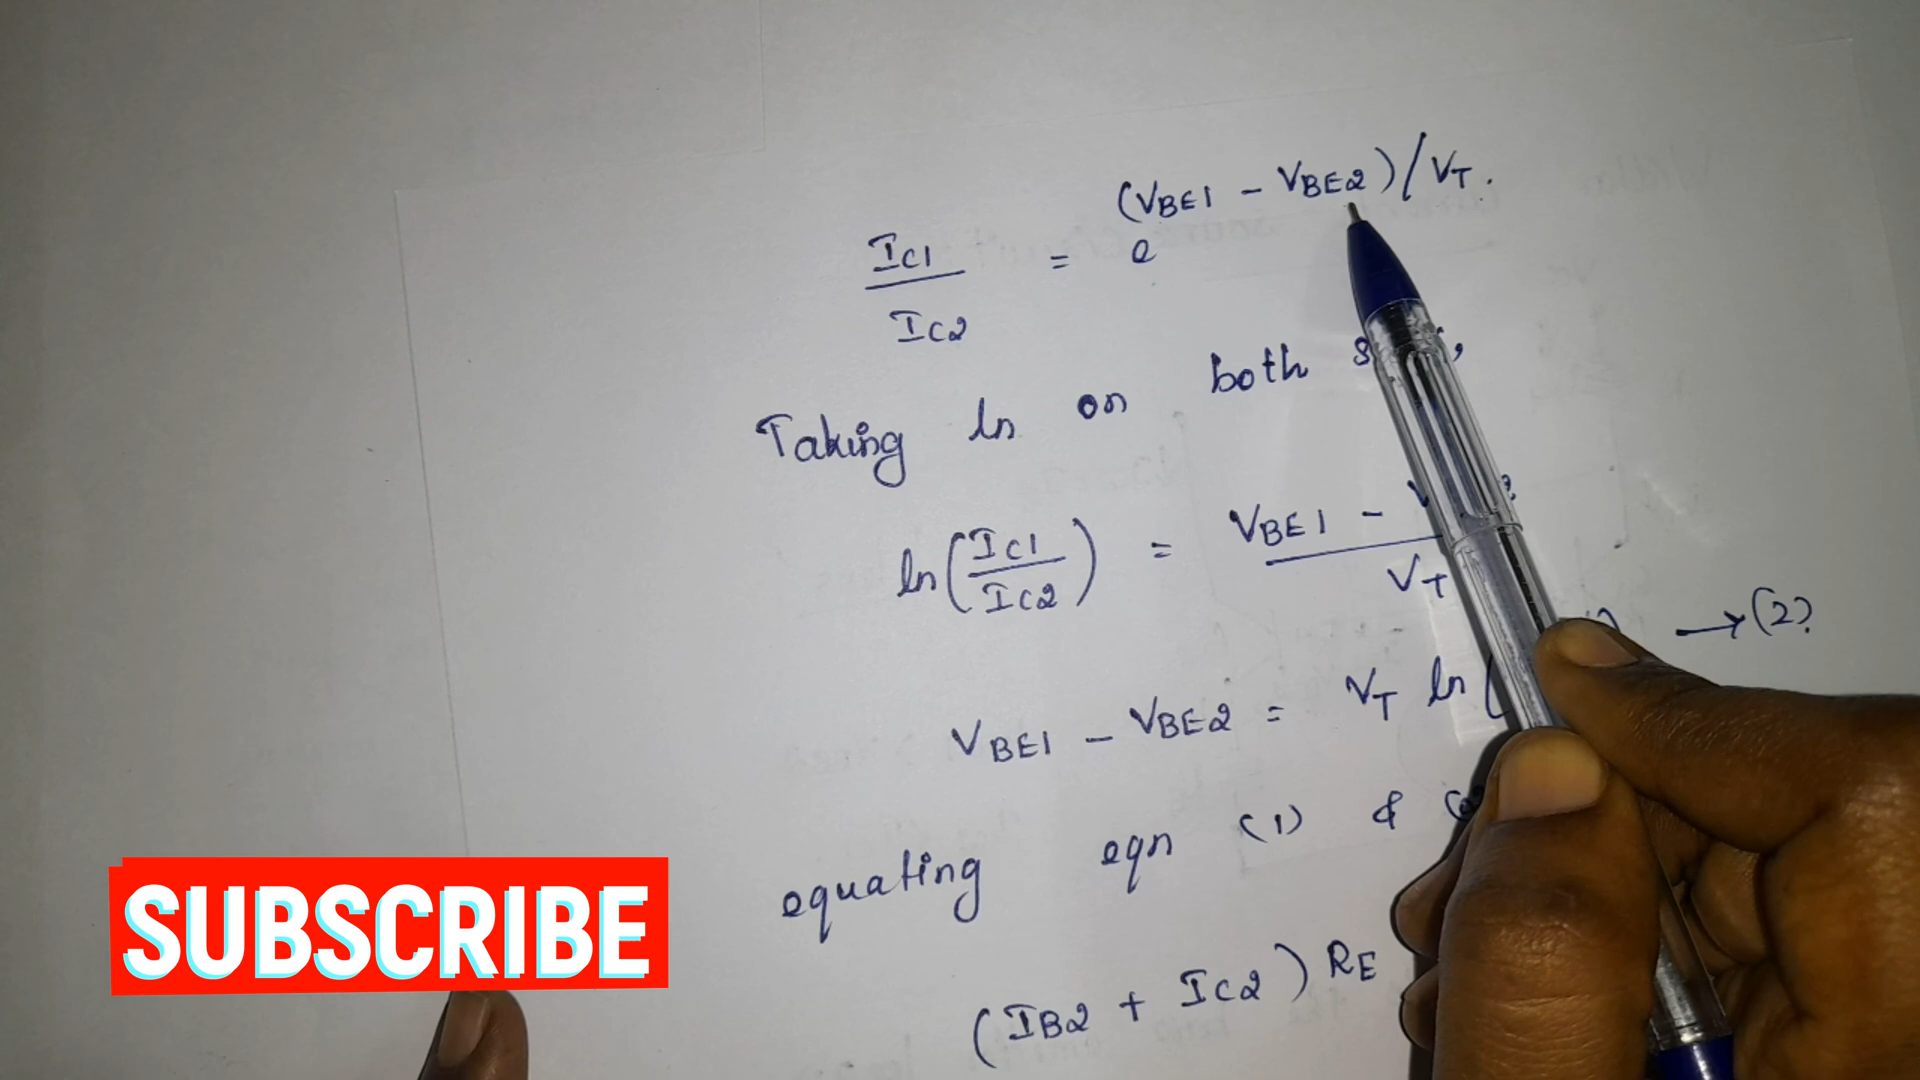 IC1 / IC2 = e (VBE1 - VBE2)/VT.
Taking ln on both
ln(IC1 / IC2) = VBE1 - / VT
→(2)
VBE1 - VBE2 = VT ln(
equating eqn (1) &
(IB2 + IC2) RE
SUBSCRIBE